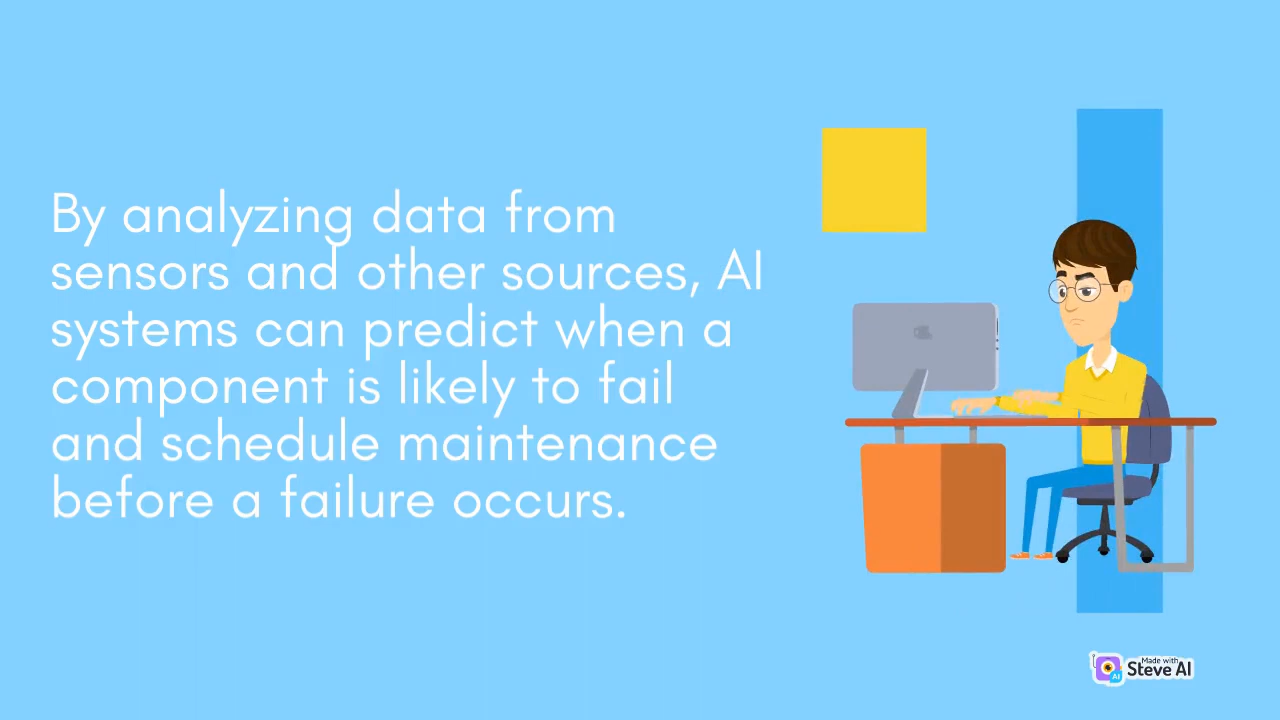 By analyzing data from
sensors and other sources, AI
systems can predict when a
component is likely to fail
and schedule maintenance
before a failure occurs.
Made with
Steve AI
AI